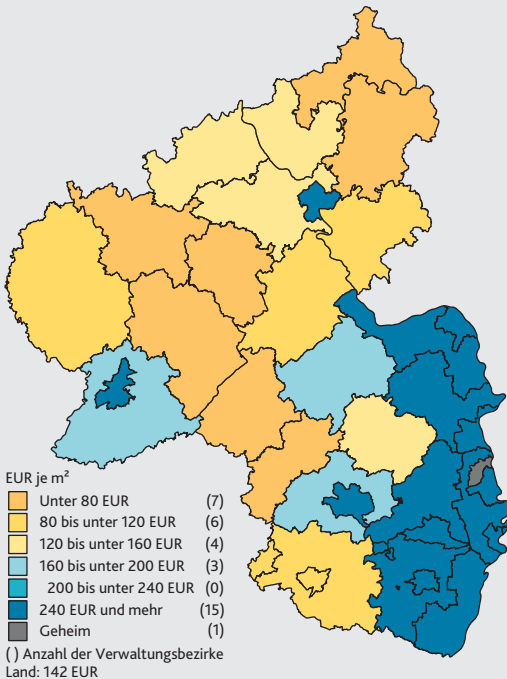 EUR je m²
Unter 80 EUR (7)
80 bis unter 120 EUR (6)
120 bis unter 160 EUR (4)
160 bis unter 200 EUR (3)
200 bis unter 240 EUR (0)
240 EUR und mehr (15)
Geheim (1)
( ) Anzahl der Verwaltungsbezirke
Land: 142 EUR